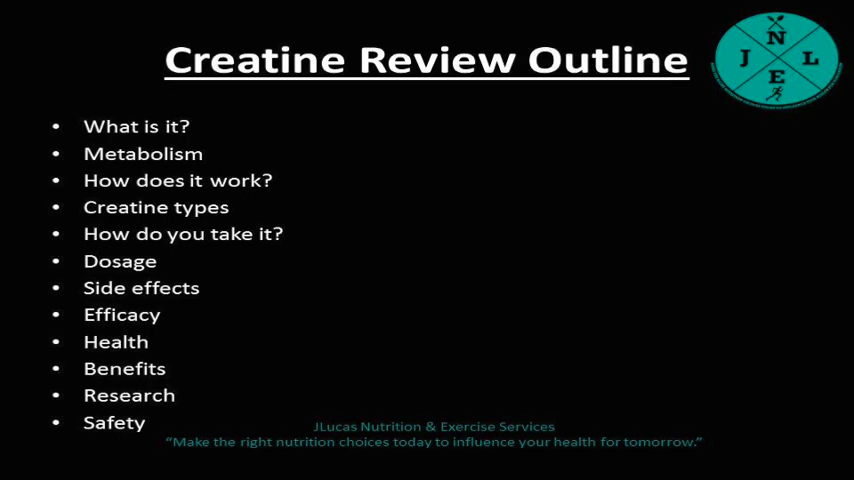 Creatine Review Outline
N
J L
E
• What is it?
• Metabolism
• How does it work?
• Creatine types
• How do you take it?
• Dosage
• Side effects
• Efficacy
• Health
• Benefits
• Research
• Safety
JLucas Nutrition & Exercise Services
“Make the right nutrition choices today to influence your health for tomorrow.”